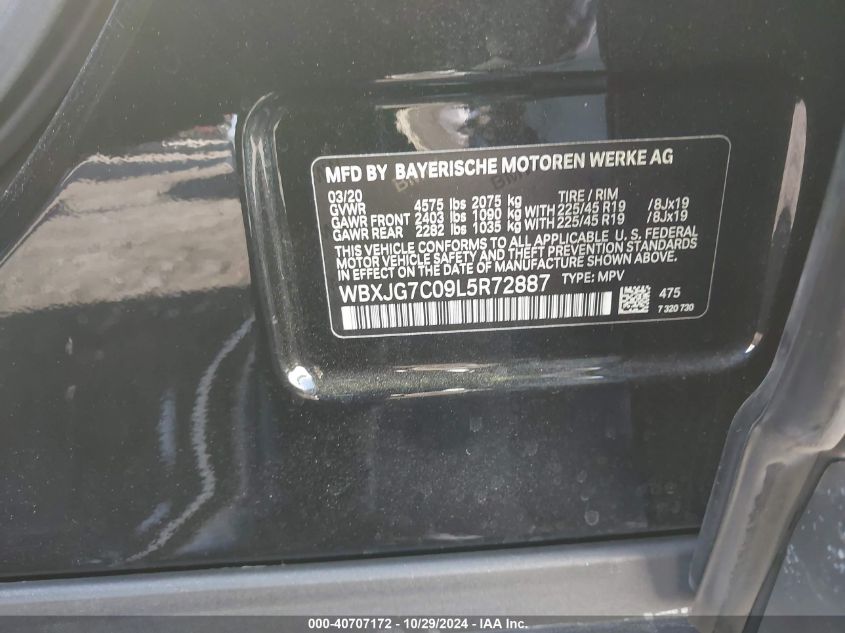 MFD BY BAYERISCHE MOTOREN WERKE AG
03/20 TIRE / RIM
GVWR 4575 lbs 2075 kg
GAWR FRONT 2403 lbs 1090 kg WITH 225/45 R19 /8Jx19
GAWR REAR 2282 lbs 1035 kg WITH 225/45 R19 /8Jx19
THIS VEHICLE CONFORMS TO ALL APPLICABLE U. S. FEDERAL
MOTOR VEHICLE SAFETY AND THEFT PREVENTION STANDARDS
IN EFFECT ON THE DATE OF MANUFACTURE SHOWN ABOVE.
WBXJG7C09L5R72887 TYPE: MPV
475
7 320 730
000-40707172 - 10/29/2024 - IAA Inc.